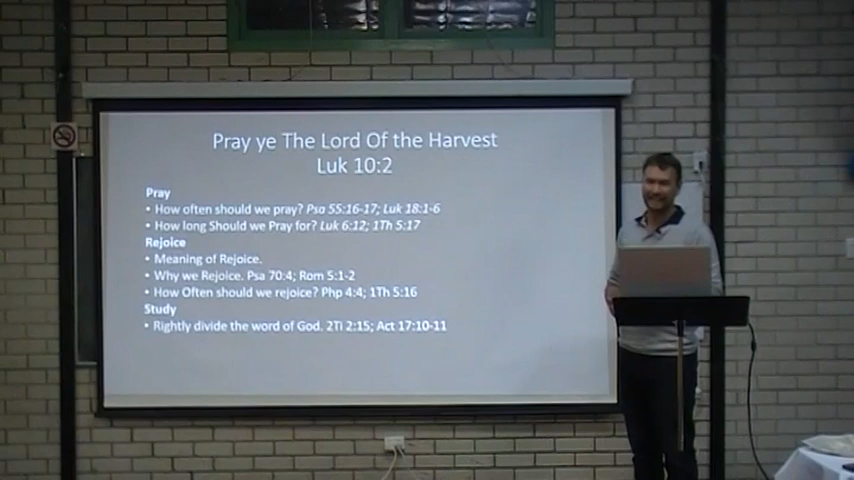 Pray ye The Lord Of the Harvest
Luk 10:2
Pray
• How often should we pray? Psa 55:16-17; Luk 18:1-6
• How long Should we Pray for? Luk 6:12; 1Th 5:17
Rejoice
• Meaning of Rejoice.
• Why we Rejoice. Psa 70:4; Rom 5:1-2
• How Often should we rejoice? Php 4:4; 1Th 5:16
Study
• Rightly divide the word of God. 2Ti 2:15; Act 17:10-11